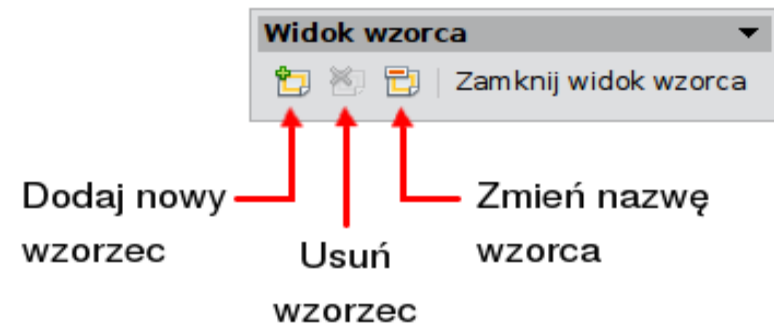 Widok wzorca
Zamknij widok wzorca
Dodaj nowy
wzorzec
Usuń
wzorzec
Zmień nazwę
wzorca